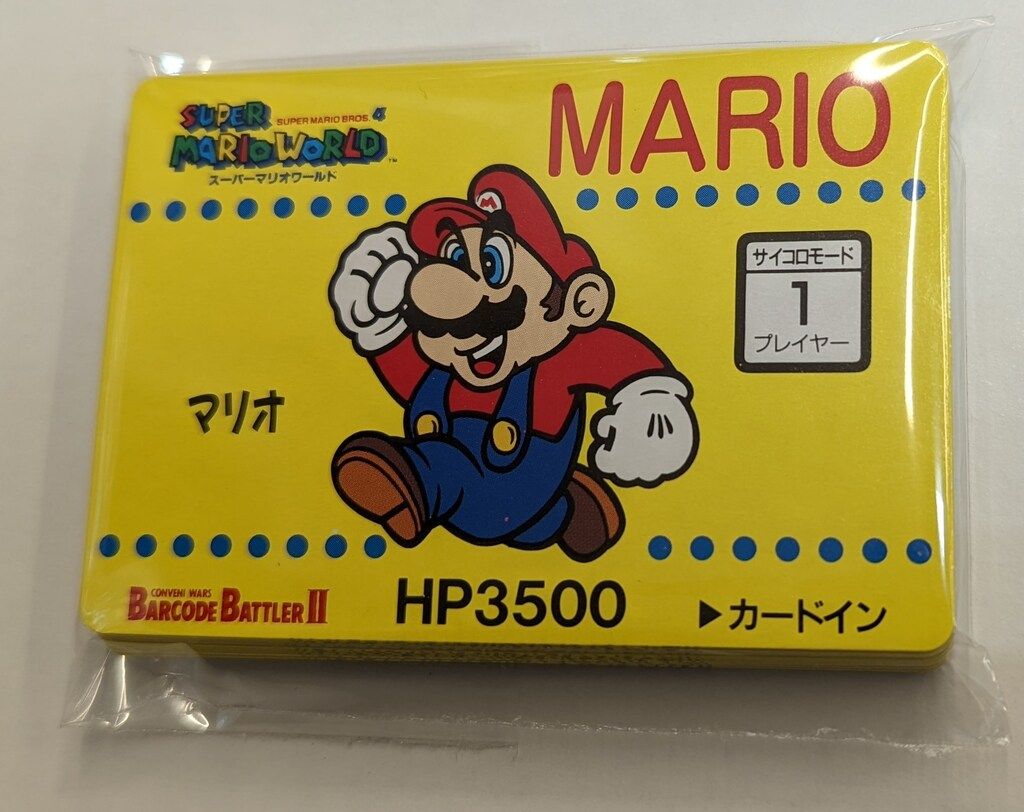 SUPER MARIO BROS. 4
SUPER
MARIO WORLD™
スーパーマリオワールド
MARIO
M
サイコロモード
1
プレイヤー
マリオ
CONVENI WARS
BARCODE BATTLER II
HP3500
▶カードイン